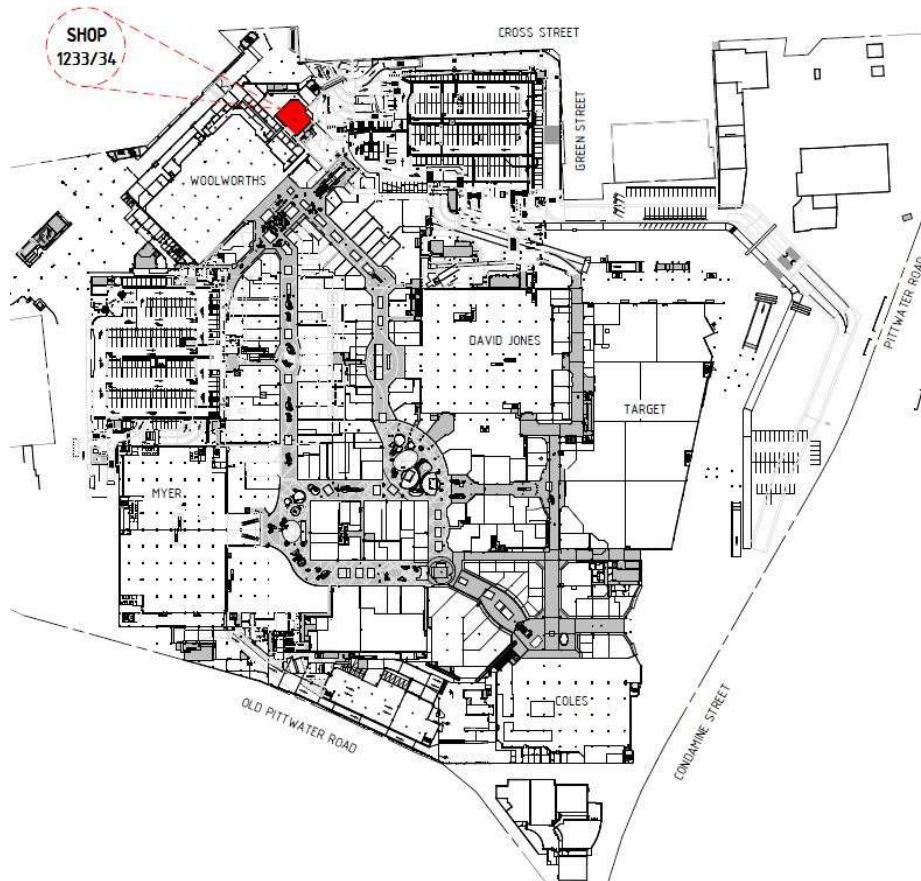 SHOP
1233/34
CROSS STREET
GREEN STREET
WOOLWORTHS
PITTWATER ROAD
DAVID JONES
TARGET
MYER
COLES
OLD PITTWATER ROAD
CONDAMINE STREET